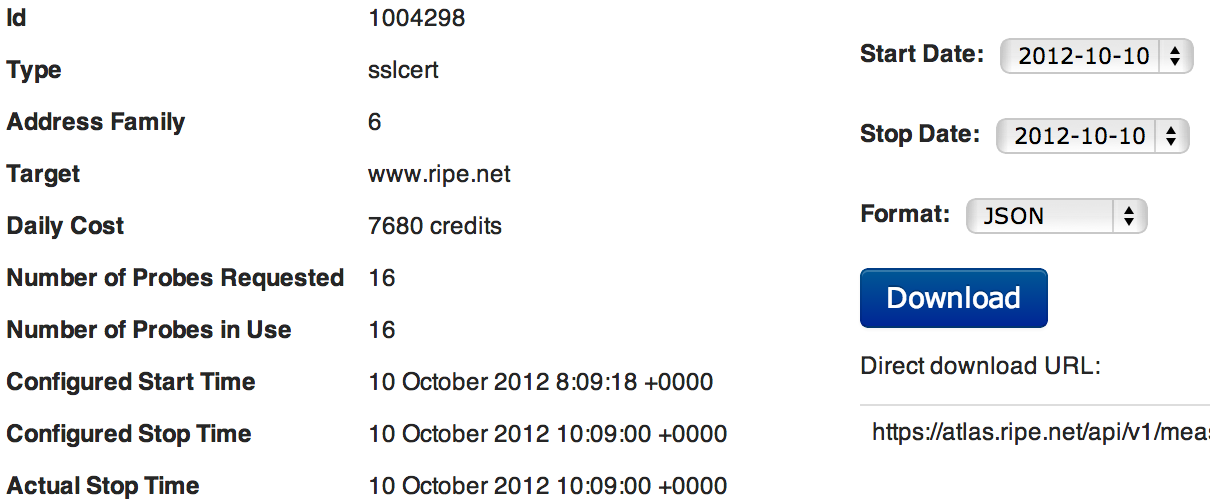 Id 1004298
Type sslcert
Address Family 6
Target www.ripe.net
Daily Cost 7680 credits
Number of Probes Requested 16
Number of Probes in Use 16
Configured Start Time 10 October 2012 8:09:18 +0000
Configured Stop Time 10 October 2012 10:09:00 +0000
Actual Stop Time 10 October 2012 10:09:00 +0000
Start Date: 2012-10-10
Stop Date: 2012-10-10
Format: JSON
Download
Direct download URL:
https://atlas.ripe.net/api/v1/meas